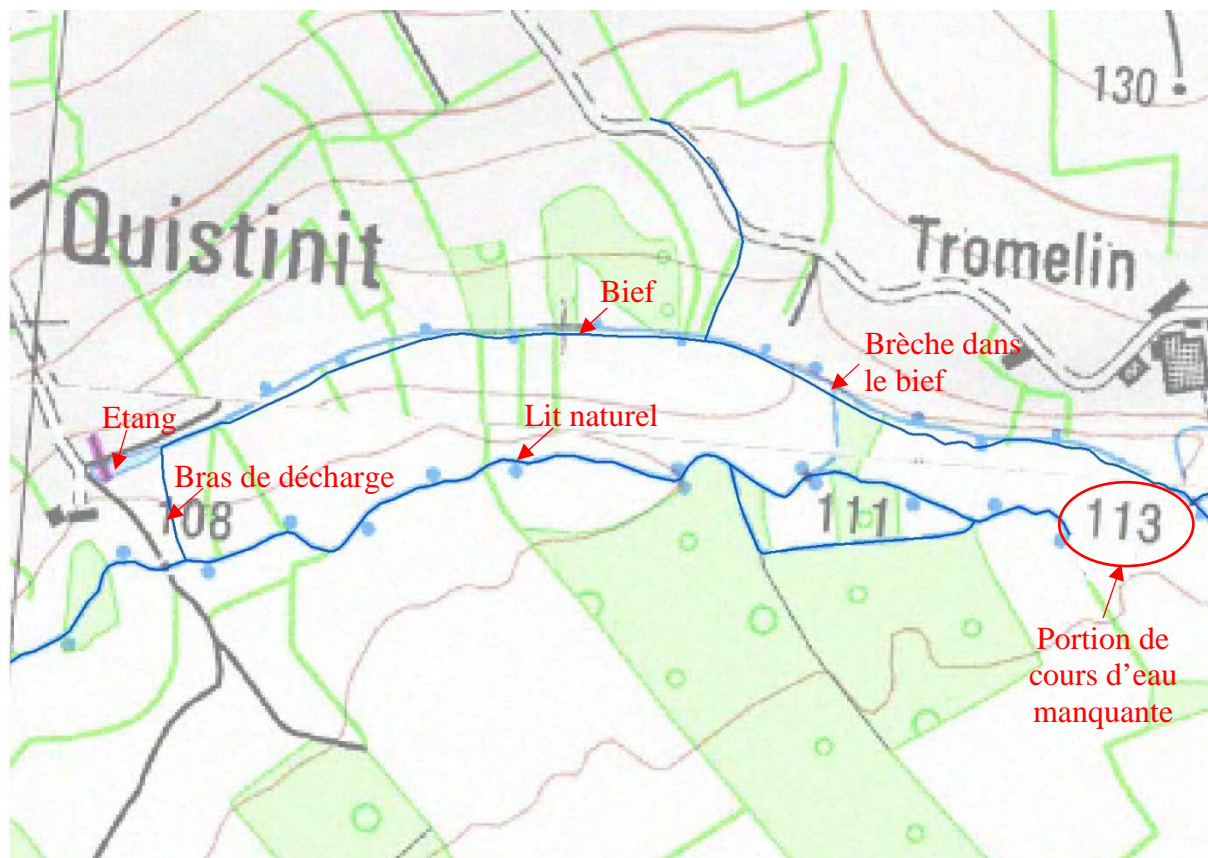 130
Quistinit
Tromelin
Bief
Brèche dans
le bief
Etang
Lit naturel
Bras de décharge
108
111
113
Portion de
cours d’eau
manquante